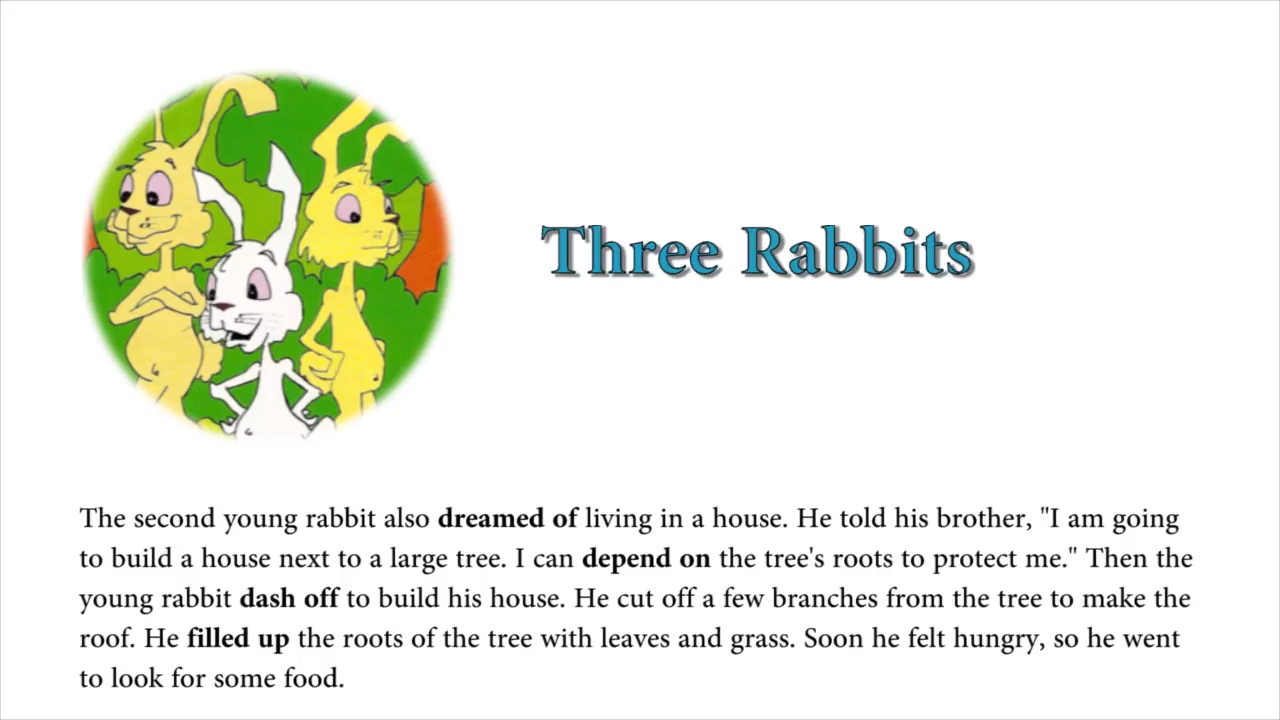 Three Rabbits
The second young rabbit also dreamed of living in a house. He told his brother, "I am going
to build a house next to a large tree. I can depend on the tree's roots to protect me." Then the
young rabbit dash off to build his house. He cut off a few branches from the tree to make the
roof. He filled up the roots of the tree with leaves and grass. Soon he felt hungry, so he went
to look for some food.